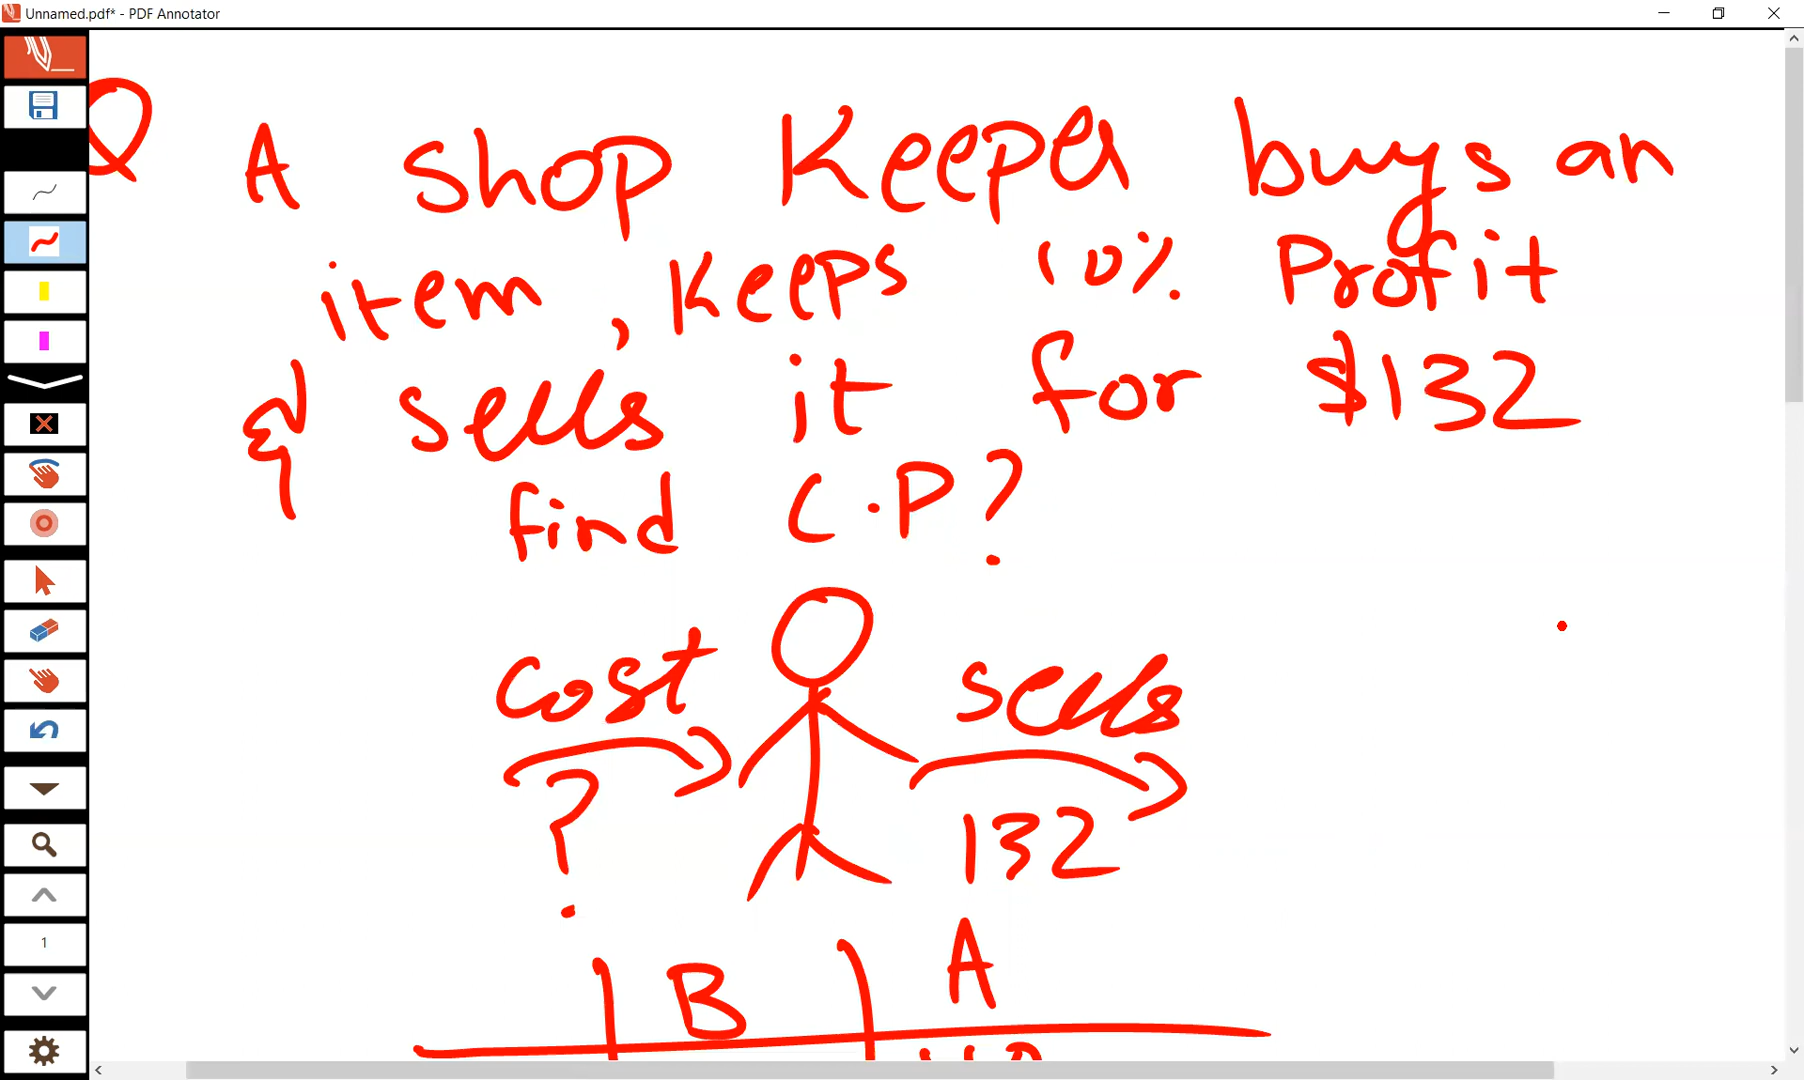 Unnamed.pdf* - PDF Annotator
Q A shop Keeper buys an
item, Keeps 10% Profit
& sells it for $132
find C.P?
cost sells
? 132
B A
1